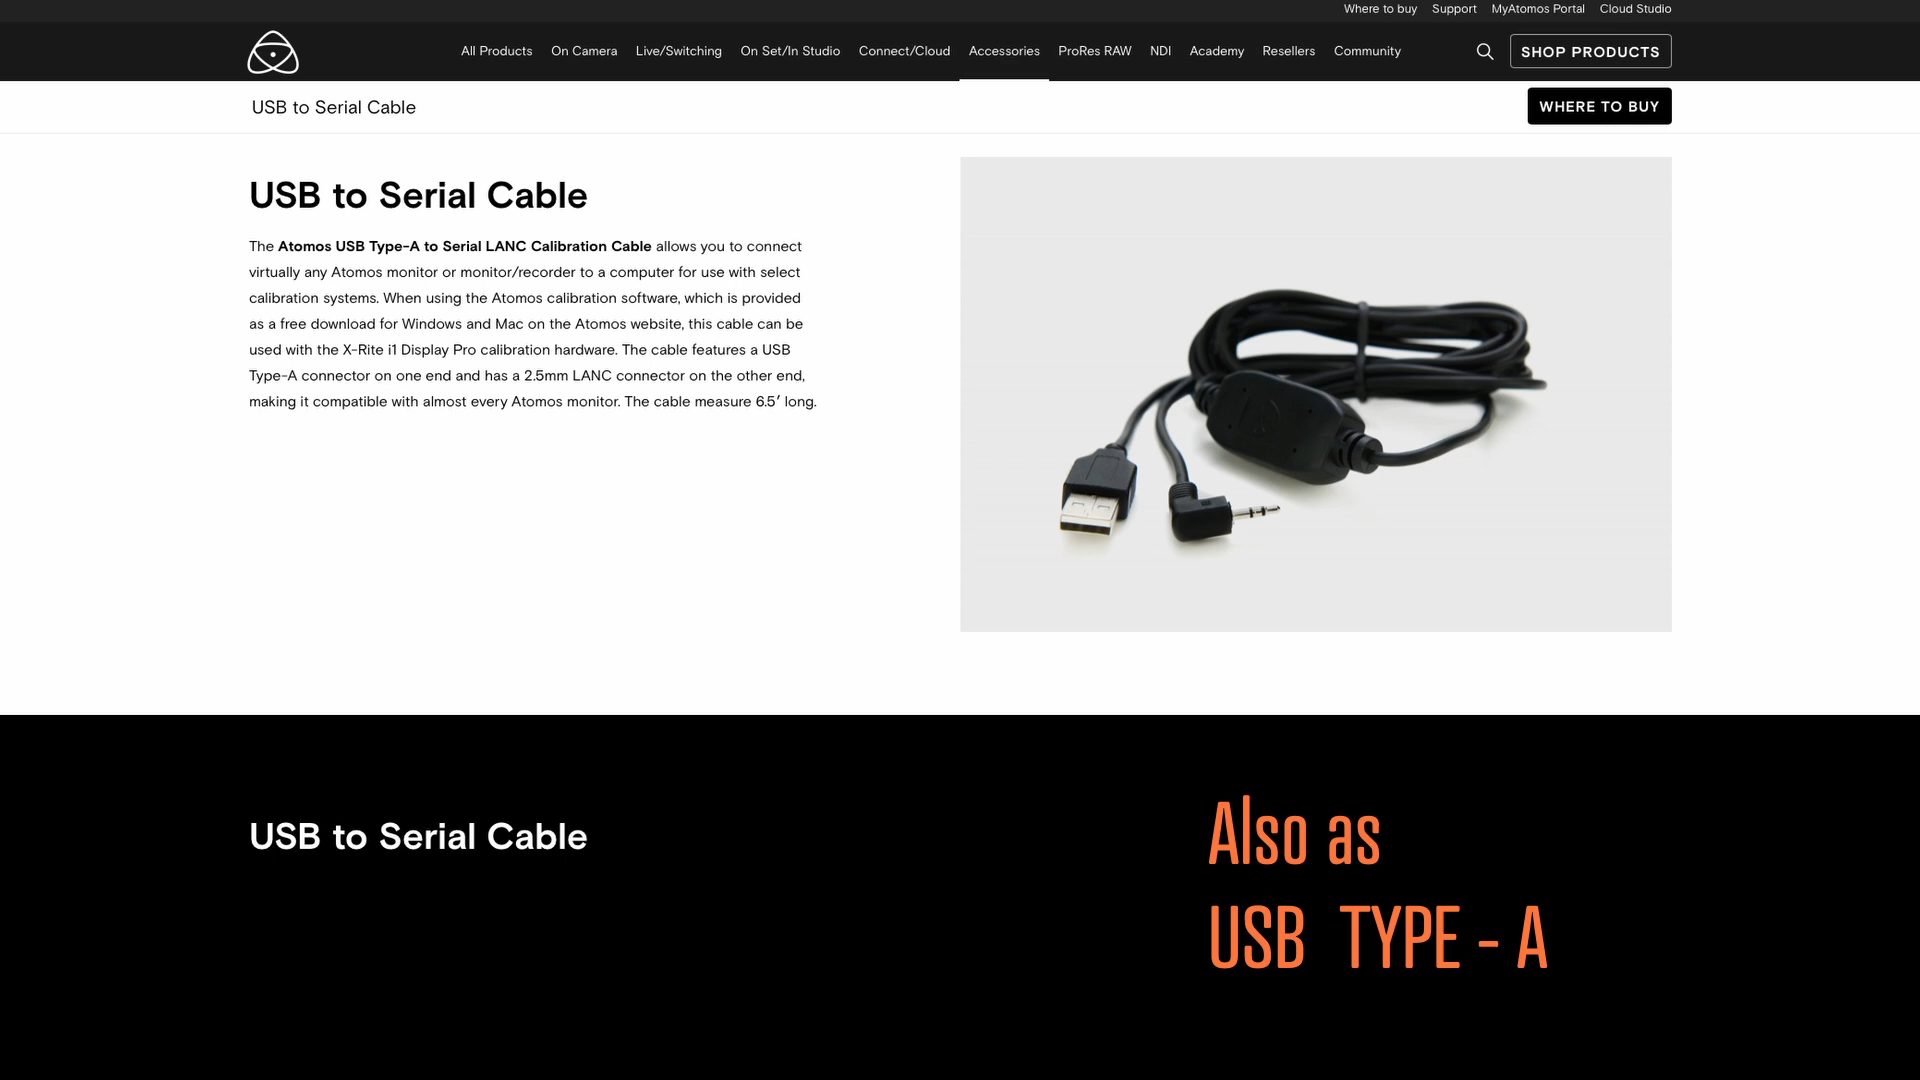 Where to buy Support MyAtomos Portal Cloud Studio
All Products On Camera Live/Switching On Set/In Studio Connect/Cloud Accessories ProRes RAW NDI Academy Resellers Community SHOP PRODUCTS
USB to Serial Cable WHERE TO BUY
USB to Serial Cable
The Atomos USB Type-A to Serial LANC Calibration Cable allows you to connect
virtually any Atomos monitor or monitor/recorder to a computer for use with select
calibration systems. When using the Atomos calibration software, which is provided
as a free download for Windows and Mac on the Atomos website, this cable can be
used with the X-Rite i1 Display Pro calibration hardware. The cable features a USB
Type-A connector on one end and has a 2.5mm LANC connector on the other end,
making it compatible with almost every Atomos monitor. The cable measure 6.5′ long.
USB to Serial Cable
Also as
USB TYPE - A